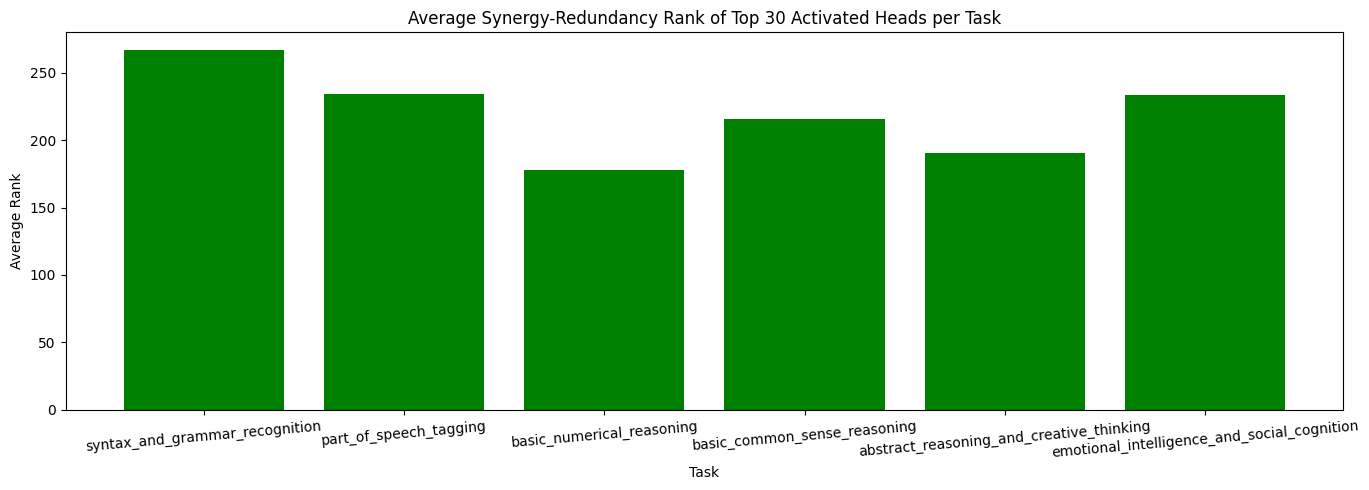 Average Synergy-Redundancy Rank of Top 30 Activated Heads per Task
Average Rank
250
200
150
100
50
0
syntax_and_grammar_recognition
part_of_speech_tagging
basic_numerical_reasoning
basic_common_sense_reasoning
abstract_reasoning_and_creative_thinking
emotional_intelligence_and_social_cognition
Task